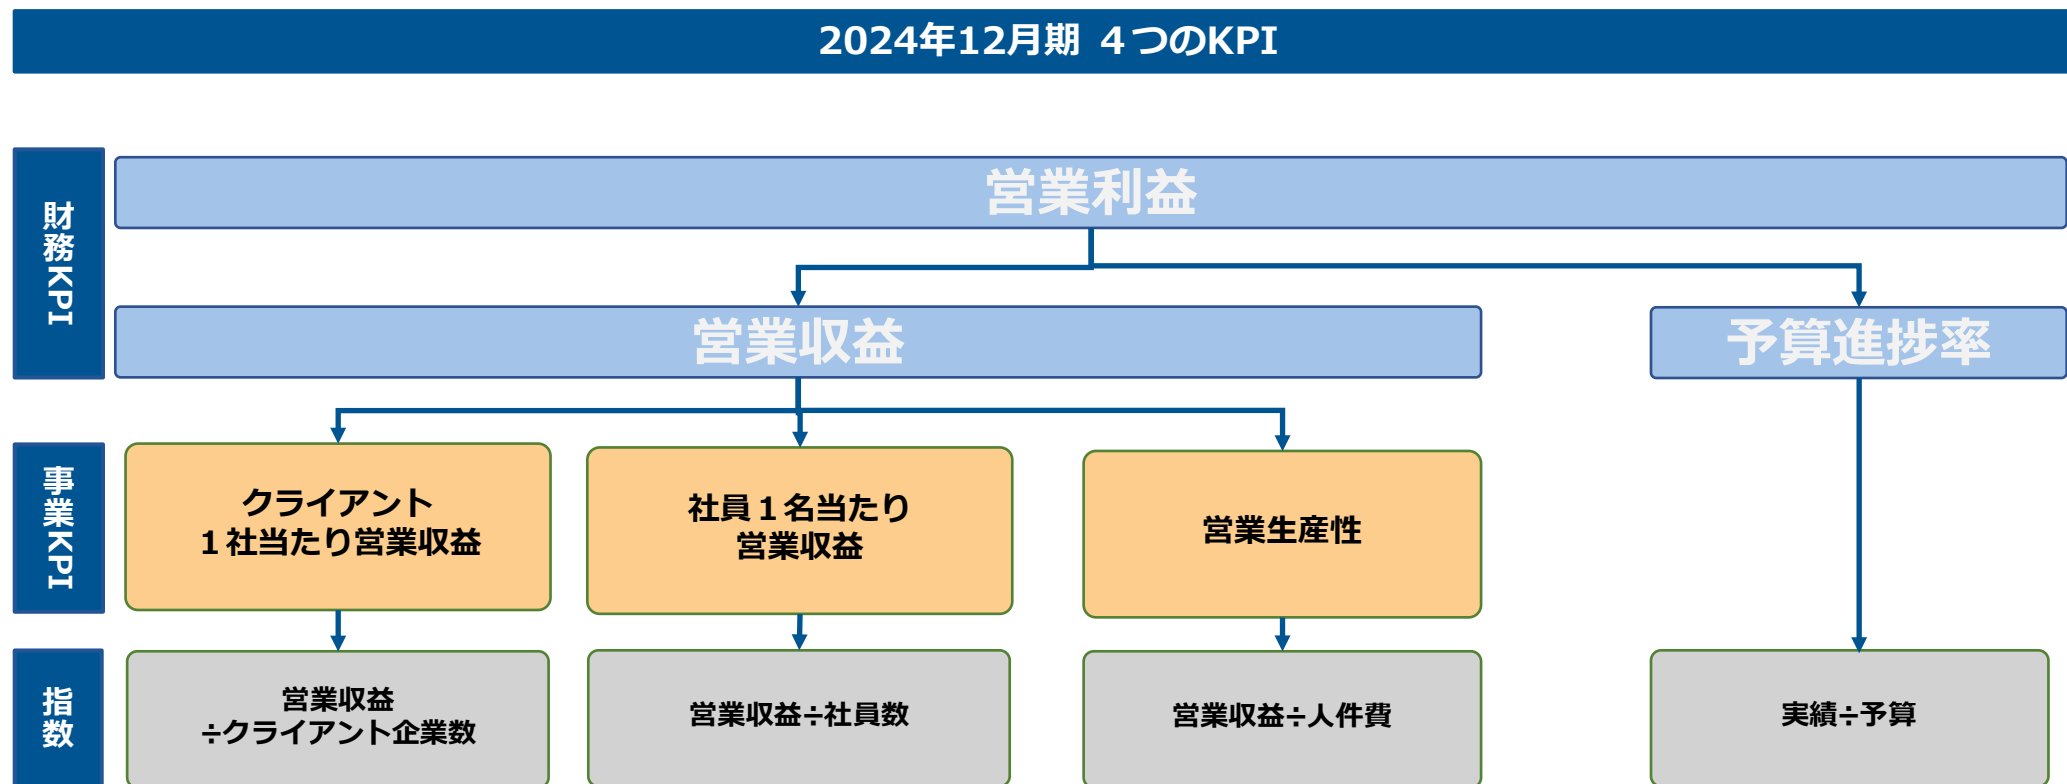 2024年12月期 ４つのKPI
財務KPI
営業利益
営業収益
予算進捗率
事業KPI
クライアント
１社当たり営業収益
社員１名当たり
営業収益
営業生産性
指数
営業収益
÷クライアント企業数
営業収益÷社員数
営業収益÷人件費
実績÷予算